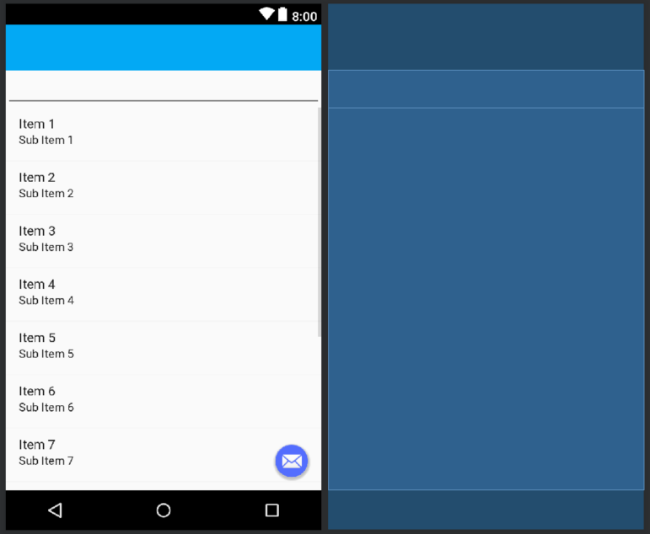 8:00
Item 1
Sub Item 1
Item 2
Sub Item 2
Item 3
Sub Item 3
Item 4
Sub Item 4
Item 5
Sub Item 5
Item 6
Sub Item 6
Item 7
Sub Item 7